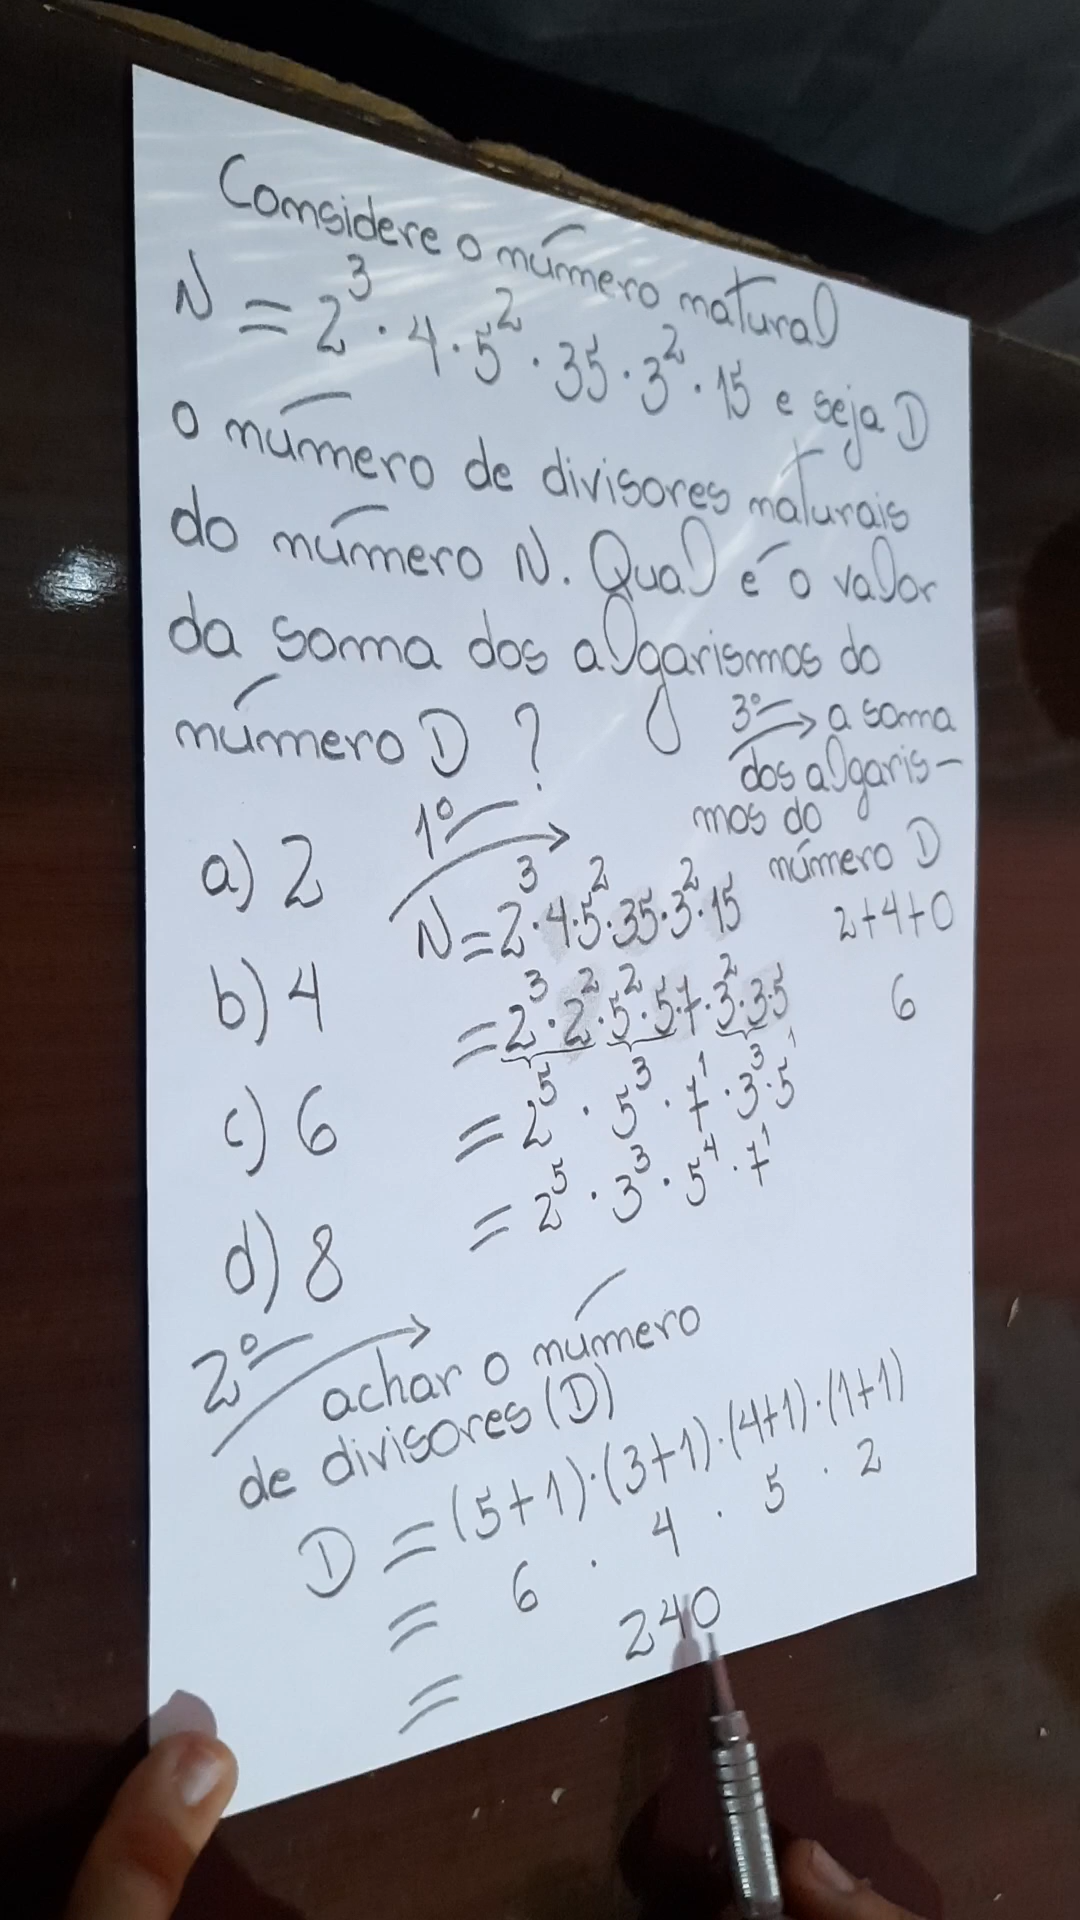 Considere o número natural
N = 2³ · 4 · 5² · 35 · 3² · 15 e seja D
o número de divisores naturais
do número N. Qual é o valor
da soma dos algarismos do
número D ?
a) 2
b) 4
c) 6
d) 8
1º
N = 2³ · 4 · 5² · 35 · 3² · 15
= 2³ · 2² · 5² · 5 · 7 · 3² · 3 · 5
= 2⁵ · 5³ · 7¹ · 3³ · 5¹
= 2⁵ · 3³ · 5⁴ · 7¹
2º
achar o número
de divisores (D)
D = (5+1) · (3+1) · (4+1) · (1+1)
= 6 · 4 · 5 · 2
= 240
3º → a soma
dos algaris-
mos do
número D
2+4+0
6